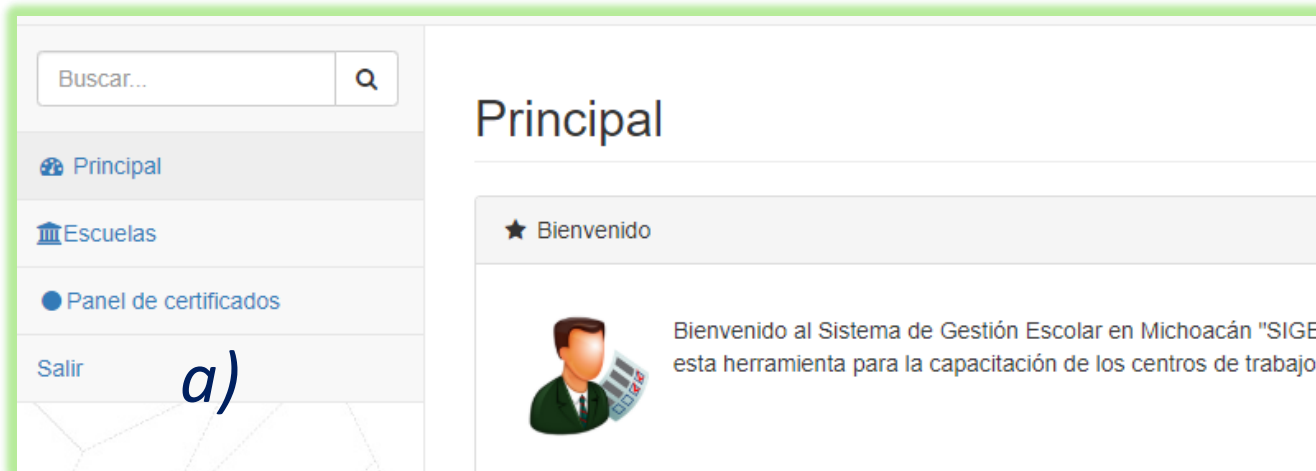 Buscar...
Principal
Escuelas
Panel de certificados
Salir
a)
Principal
Bienvenido
Bienvenido al Sistema de Gestión Escolar en Michoacán "SIGE
esta herramienta para la capacitación de los centros de trabajo